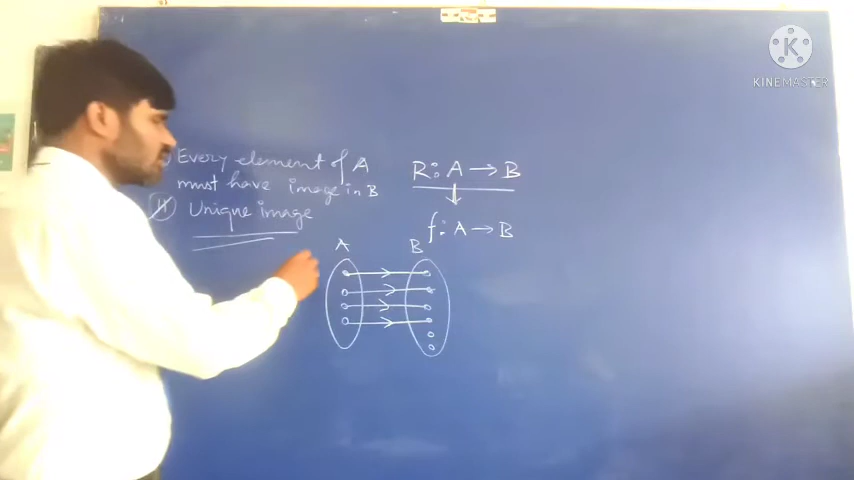 Every element of A
must have image in B
II Unique image
R: A → B
f: A → B
A B
K
KINEMASTER